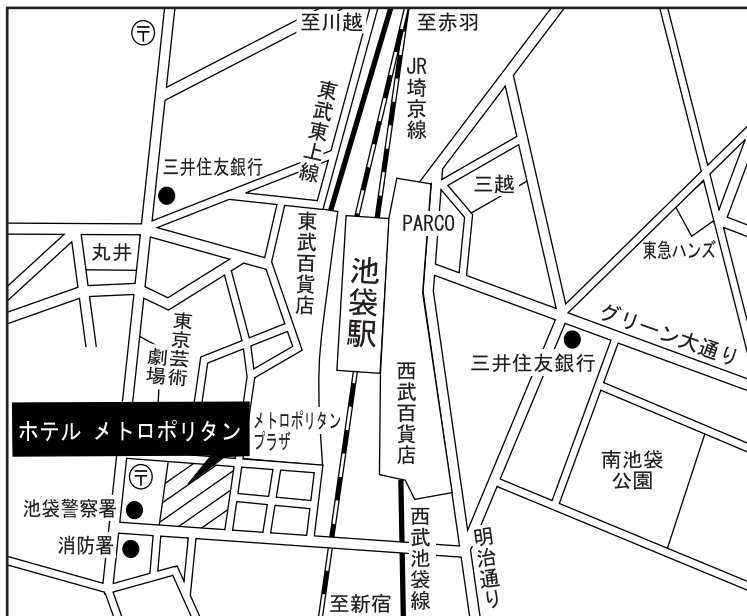 〒
至川越
至赤羽
JR埼京線
東武東上線
三井住友銀行
三越
PARCO
東急ハンズ
丸井
東武百貨店
池袋駅
東京芸術
劇場
グリーン大通り
三井住友銀行
西武百貨店
ホテル メトロポリタン
メトロポリタン
プラザ
南池袋
公園
〒
池袋警察署
消防署
西武池袋線
明治通り
至新宿